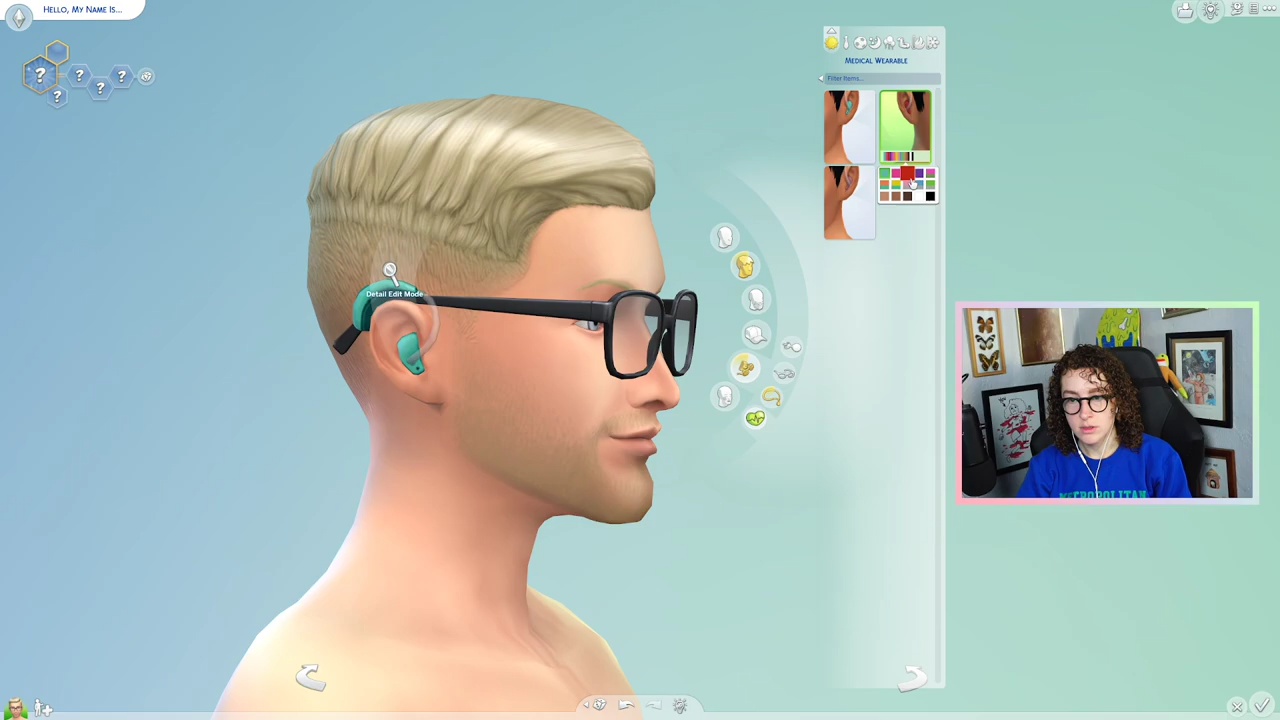 Hello, My Name Is...
? ? ? ? ?
Medical Wearable
Filter Items...
Detail Edit Mode
METROPOLITAN